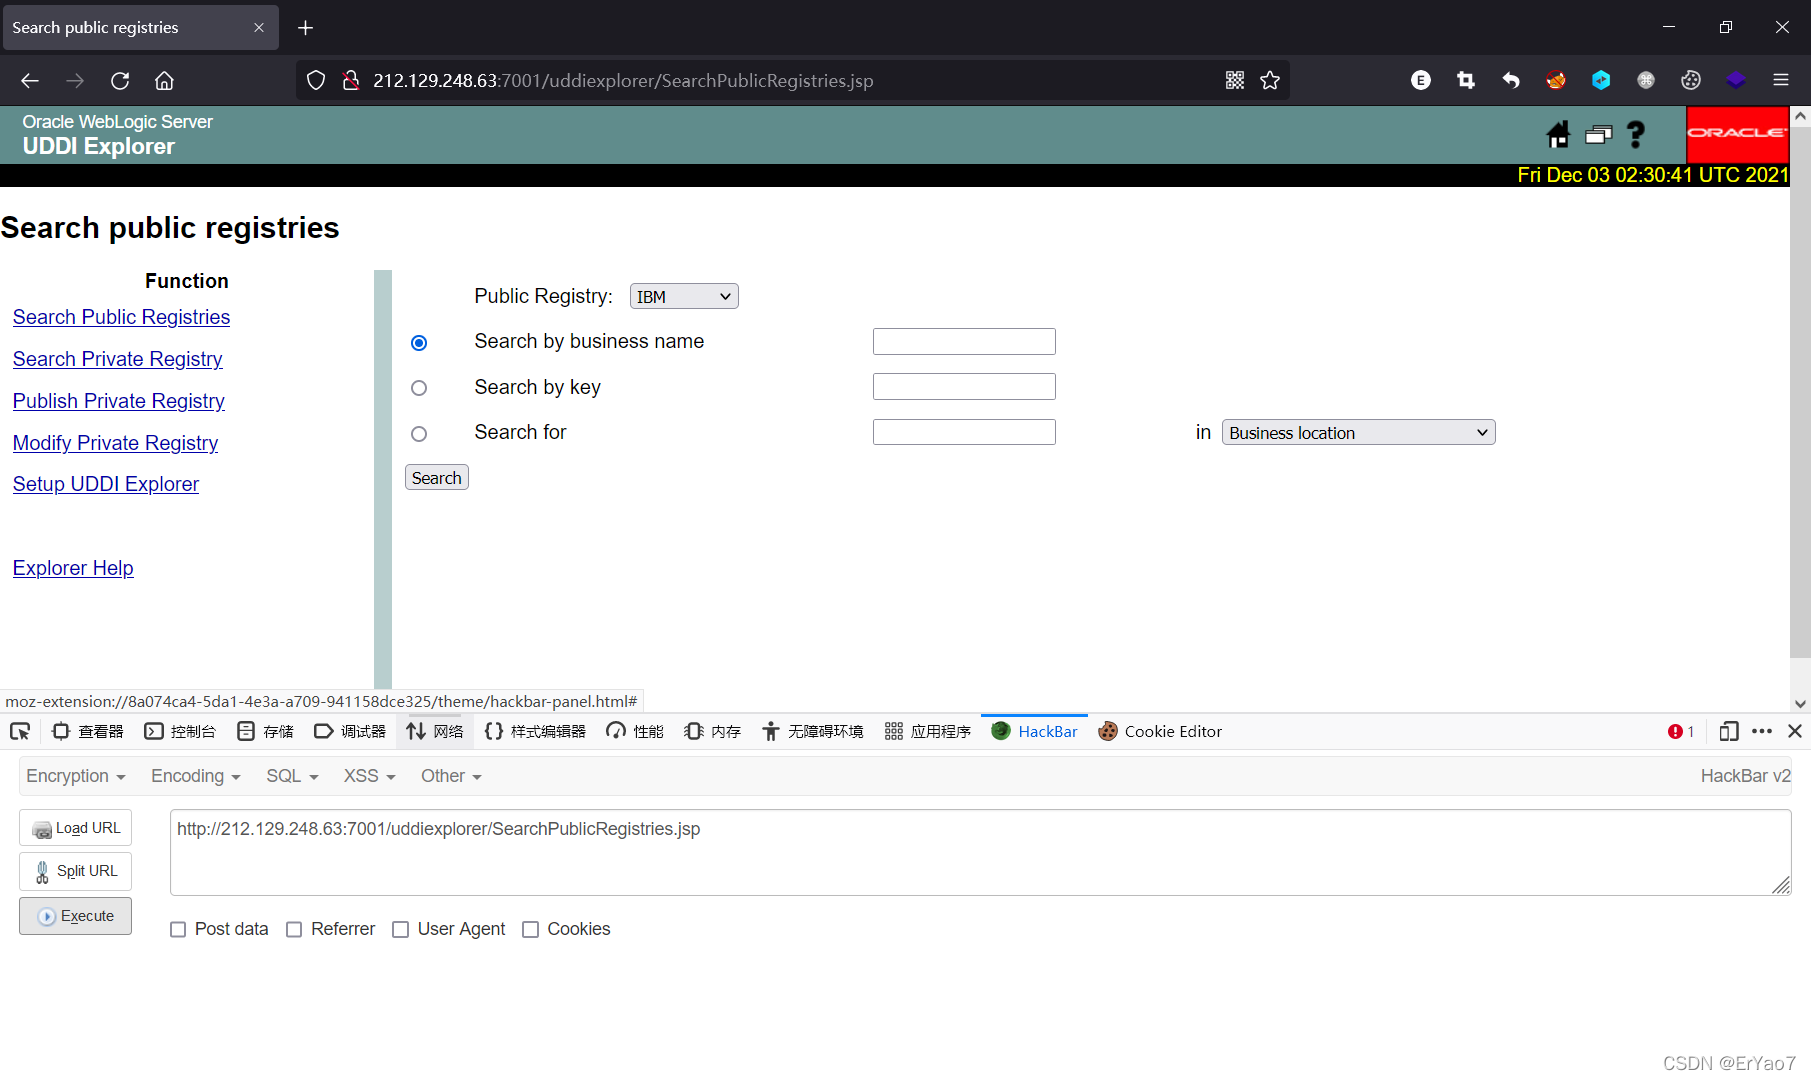 Search public registries
212.129.248.63:7001/uddiexplorer/SearchPublicRegistries.jsp
E
Oracle WebLogic Server
UDDI Explorer
?
ORACLE
Fri Dec 03 02:30:41 UTC 2021
Search public registries
Function
Search Public Registries
Search Private Registry
Publish Private Registry
Modify Private Registry
Setup UDDI Explorer
Explorer Help
Public Registry: IBM
Search by business name
Search by key
Search for in Business location
Search
moz-extension://8a074ca4-5da1-4e3a-a709-941158dce325/theme/hackbar-panel.html#
查看器 控制台 存储 调试器 网络 样式编辑器 性能 内存 无障碍环境 应用程序 HackBar Cookie Editor 1
Encryption Encoding SQL XSS Other HackBar v2
Load URL
Split URL
Execute
http://212.129.248.63:7001/uddiexplorer/SearchPublicRegistries.jsp
Post data Referrer User Agent Cookies
CSDN @ErYao7